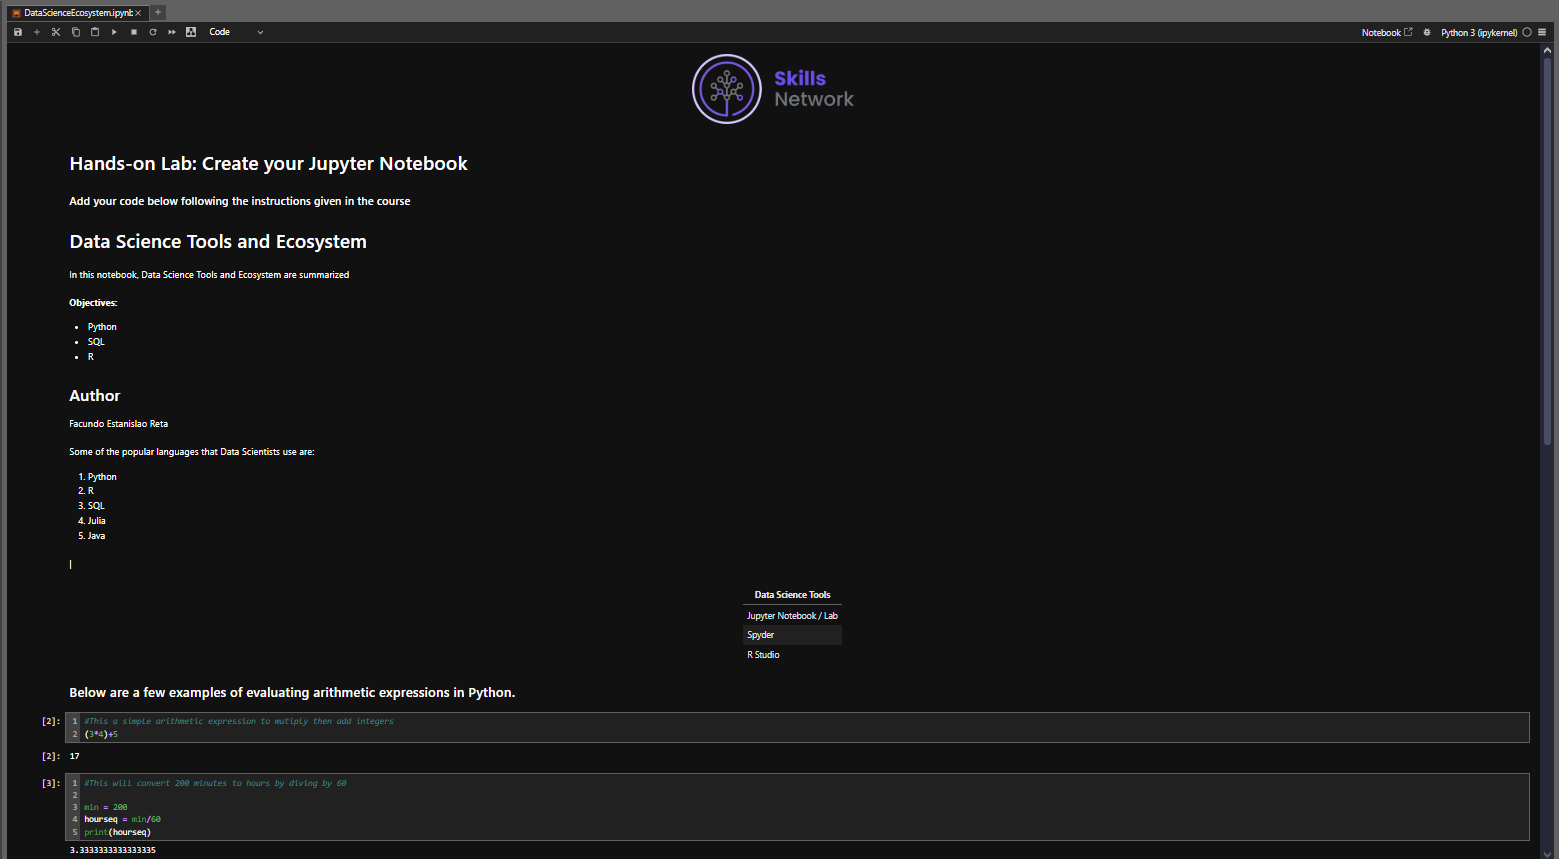 DataScienceEcosystem.ipynb
Code
Notebook
Python 3 (ipykernel)
Skills
Network
Hands-on Lab: Create your Jupyter Notebook
Add your code below following the instructions given in the course
Data Science Tools and Ecosystem
In this notebook, Data Science Tools and Ecosystem are summarized
Objectives:
• Python
• SQL
• R
Author
Facundo Estanislao Reta
Some of the popular languages that Data Scientists use are:
1. Python
2. R
3. SQL
4. Julia
5. Java
|
Data Science Tools
Jupyter Notebook / Lab
Spyder
R Studio
Below are a few examples of evaluating arithmetic expressions in Python.
[2]: 1 #This a simple arithmetic expression to mutiply then add integers
2 (3*4)+5
[2]: 17
[3]: 1 #This will convert 200 minutes to hours by diving by 60
2
3 min = 200
4 hourseq = min/60
5 print(hourseq)
3.3333333333333335